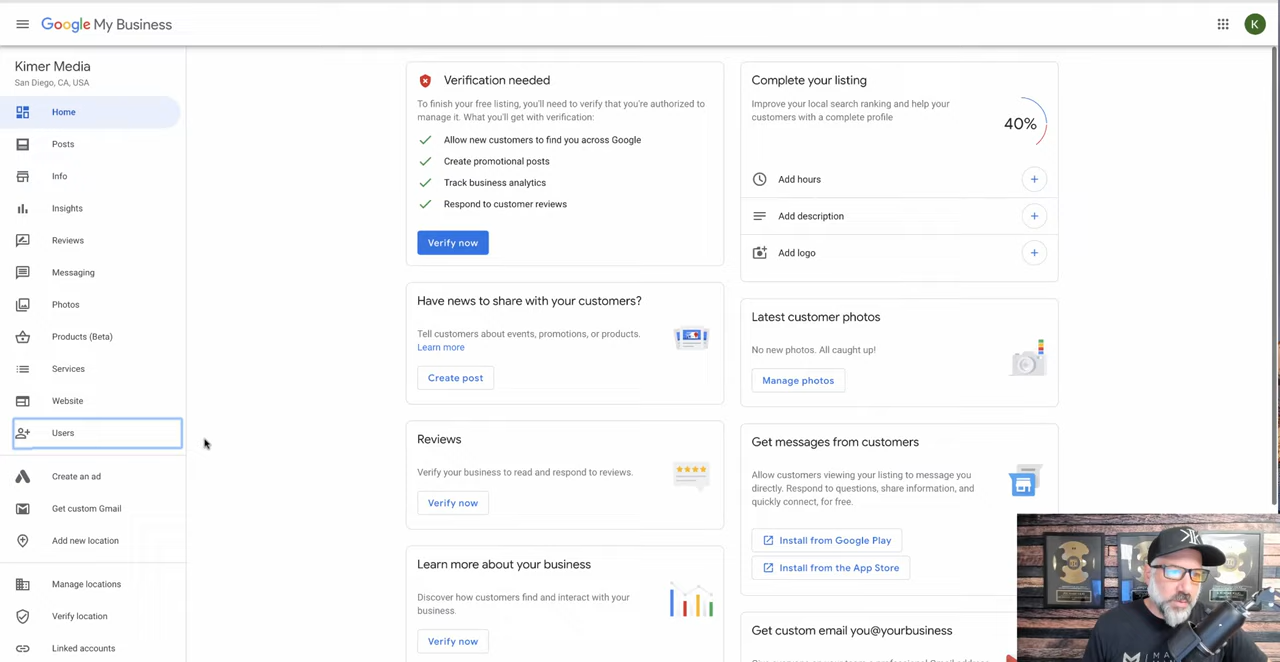 Google My Business
K
Kimer Media
San Diego, CA, USA
Home
Posts
Info
Insights
Reviews
Messaging
Photos
Products (Beta)
Services
Website
Users
Create an ad
Get custom Gmail
Add new location
Manage locations
Verify location
Linked accounts
Verification needed
To finish your free listing, you'll need to verify that you're authorized to
manage it. What you'll get with verification:
Allow new customers to find you across Google
Create promotional posts
Track business analytics
Respond to customer reviews
Verify now
Have news to share with your customers?
Tell customers about events, promotions, or products.
Learn more
Create post
Reviews
Verify your business to read and respond to reviews.
Verify now
Learn more about your business
Discover how customers find and interact with your
business.
Verify now
Complete your listing
Improve your local search ranking and help your
customers with a complete profile
40%
Add hours
Add description
Add logo
Latest customer photos
No new photos. All caught up!
Manage photos
Get messages from customers
Allow customers viewing your listing to message you
directly. Respond to questions, share information, and
quickly connect, for free.
Install from Google Play
Install from the App Store
Get custom email you@yourbusiness